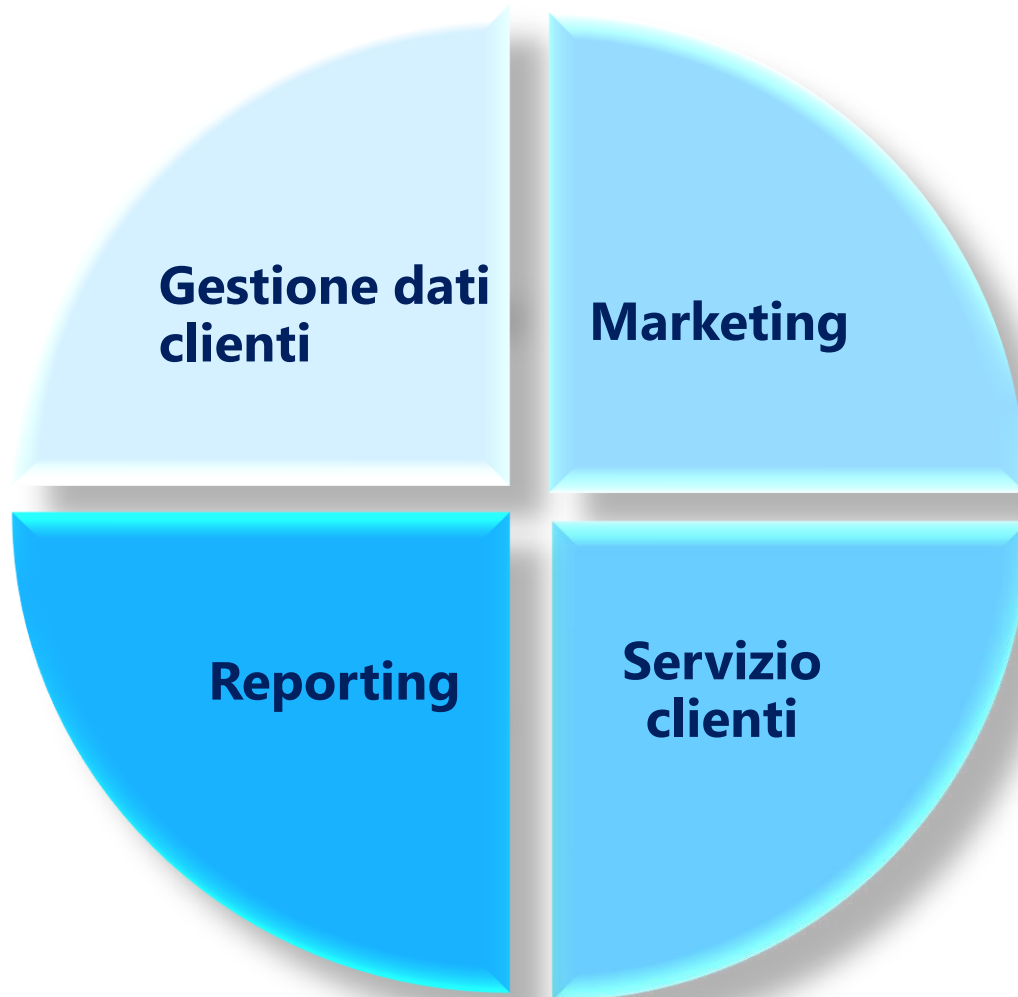 Gestione dati
clienti
Marketing
Reporting
Servizio
clienti